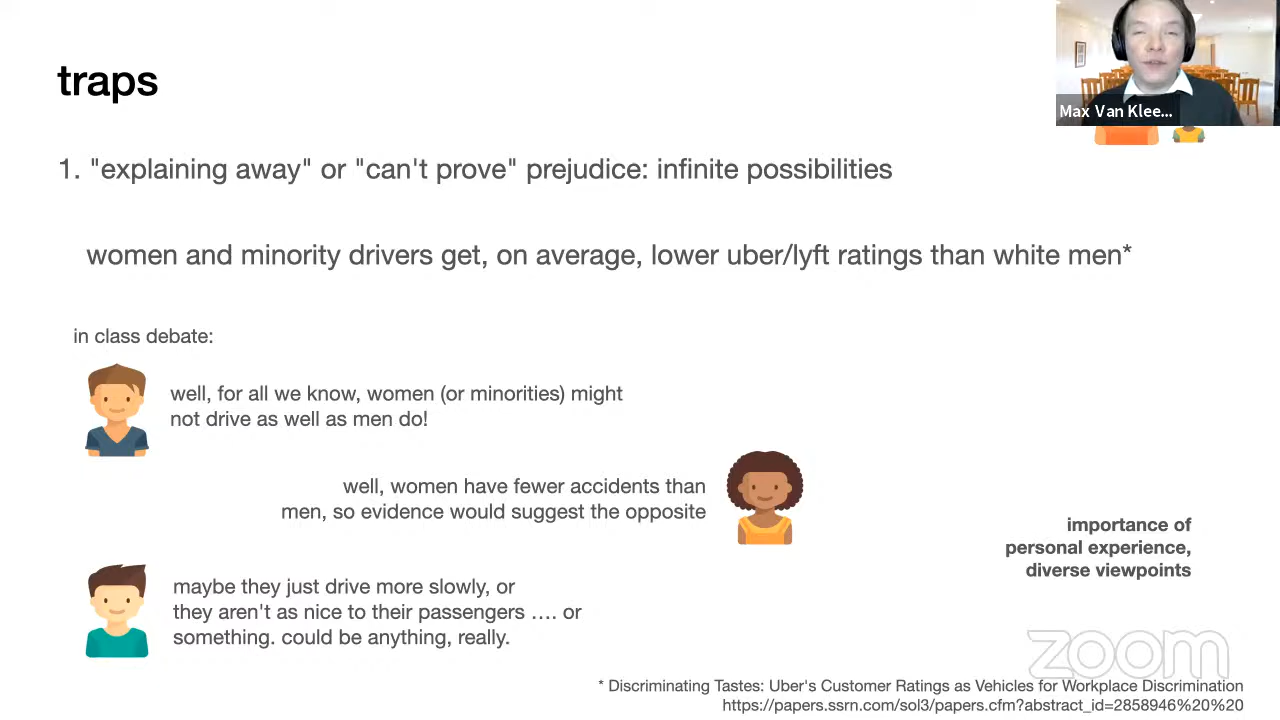 traps
Max Van Klee...
1. "explaining away" or "can't prove" prejudice: infinite possibilities
women and minority drivers get, on average, lower uber/lyft ratings than white men*
in class debate:
well, for all we know, women (or minorities) might
not drive as well as men do!
well, women have fewer accidents than
men, so evidence would suggest the opposite
importance of
personal experience,
diverse viewpoints
maybe they just drive more slowly, or
they aren't as nice to their passengers .... or
something. could be anything, really.
zoom
* Discriminating Tastes: Uber's Customer Ratings as Vehicles for Workplace Discrimination
https://papers.ssrn.com/sol3/papers.cfm?abstract_id=2858946%20%20